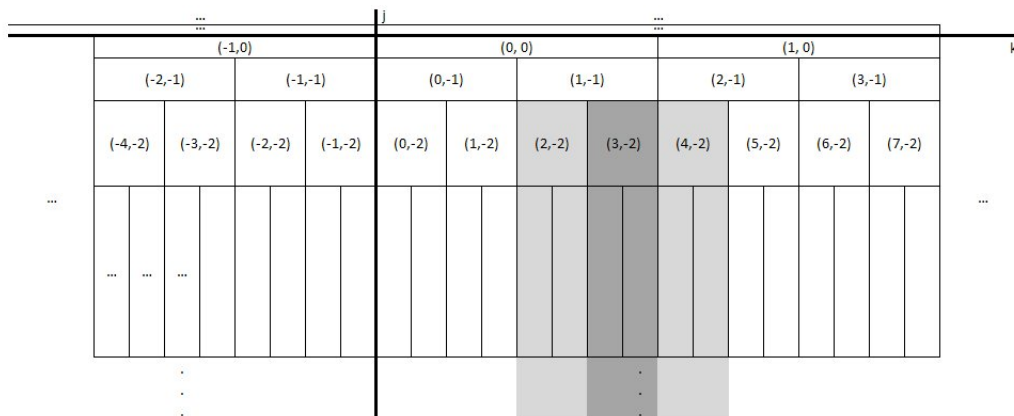 ... j ...
... ...
(-1,0) (0, 0) (1, 0) k
(-2,-1) (-1,-1) (0,-1) (1,-1) (2,-1) (3,-1)
(-4,-2) (-3,-2) (-2,-2) (-1,-2) (0,-2) (1,-2) (2,-2) (3,-2) (4,-2) (5,-2) (6,-2) (7,-2)
... ...
... ... ...
. .
. .
. .